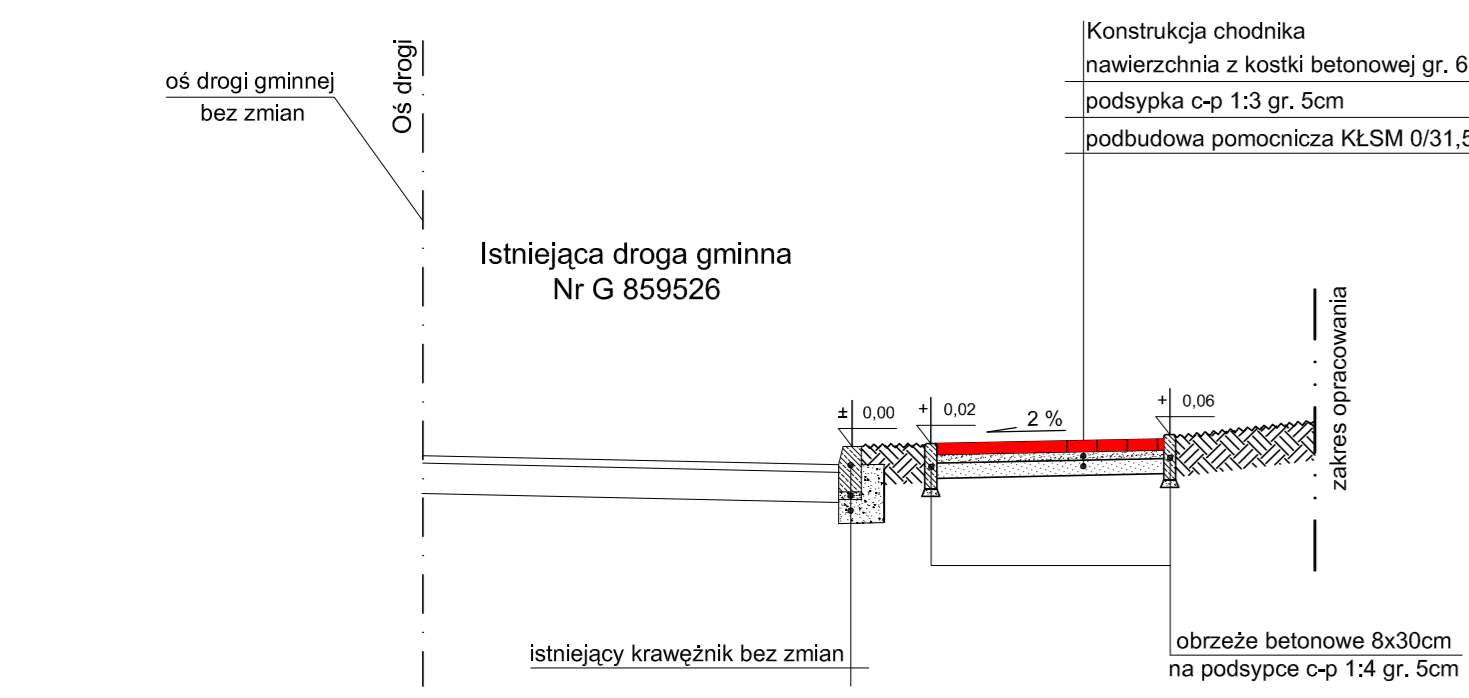 Konstrukcja chodnika
nawierzchnia z kostki betonowej gr. 6
podsypka c-p 1:3 gr. 5cm
podbudowa pomocnicza KŁSM 0/31,5
oś drogi gminnej
bez zmian
Oś drogi
Istniejąca droga gminna
Nr G 859526
zakres opracowania
± 0,00
+ 0,02
2 %
+ 0,06
istniejący krawężnik bez zmian
obrzeże betonowe 8x30cm
na podsypce c-p 1:4 gr. 5cm